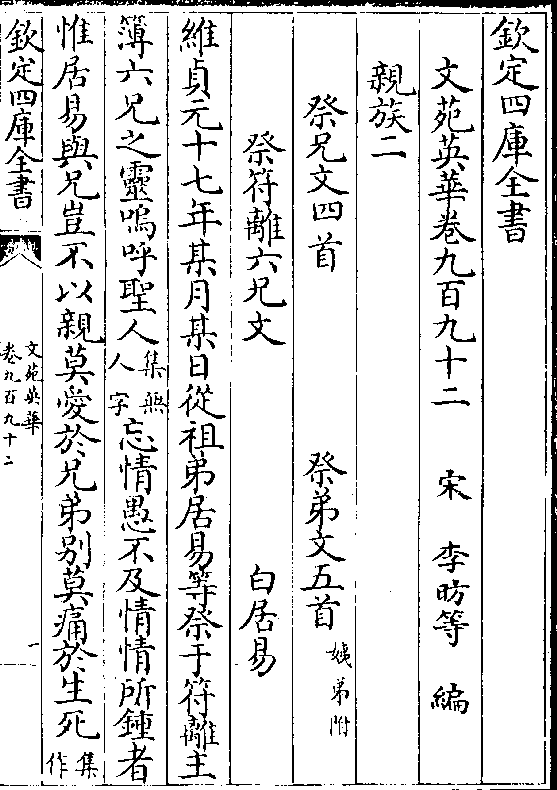 欽定四庫全書
文苑英華卷九百九十二 宋 李昉等 編
親族二
祭兄文四首 祭弟文五首 姨弟附
祭符離六兄文 白居易
維貞元十七年某月某日從祖弟居易等祭于符離主
簿六兄之靈嗚呼聖人集無人字忘情愚不及情情所鍾者
惟居易與兄豈不以親莫愛於兄弟別莫痛於生死集作
欽定四庫全書
文苑英華
卷九百九十二
一